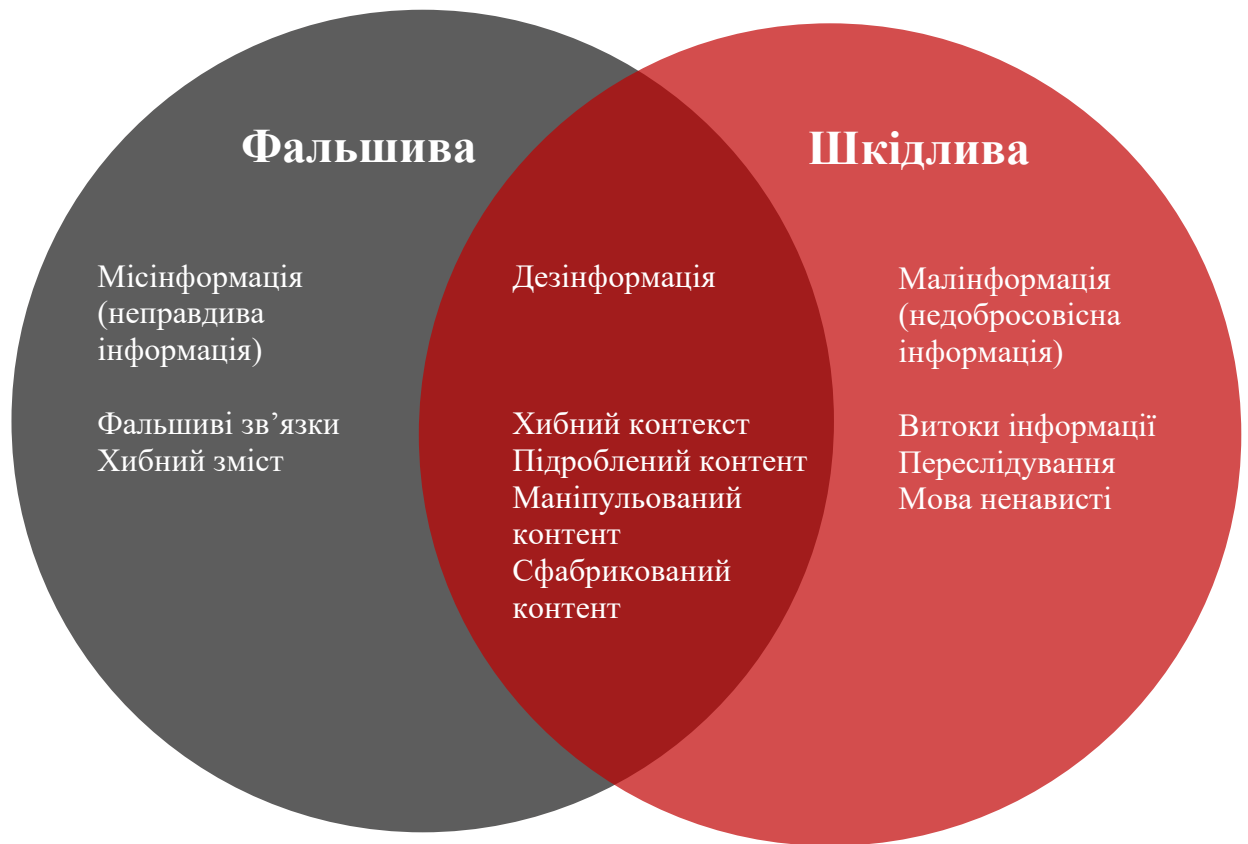 Фальшива
Шкідлива
Місінформація
(неправдива
інформація)
Фальшиві зв’язки
Хибний зміст
Дезінформація
Хибний контекст
Підроблений контент
Маніпульований
контент
Сфабрикований
контент
Малінформація
(недобросовісна
інформація)
Витоки інформації
Переслідування
Мова ненависті